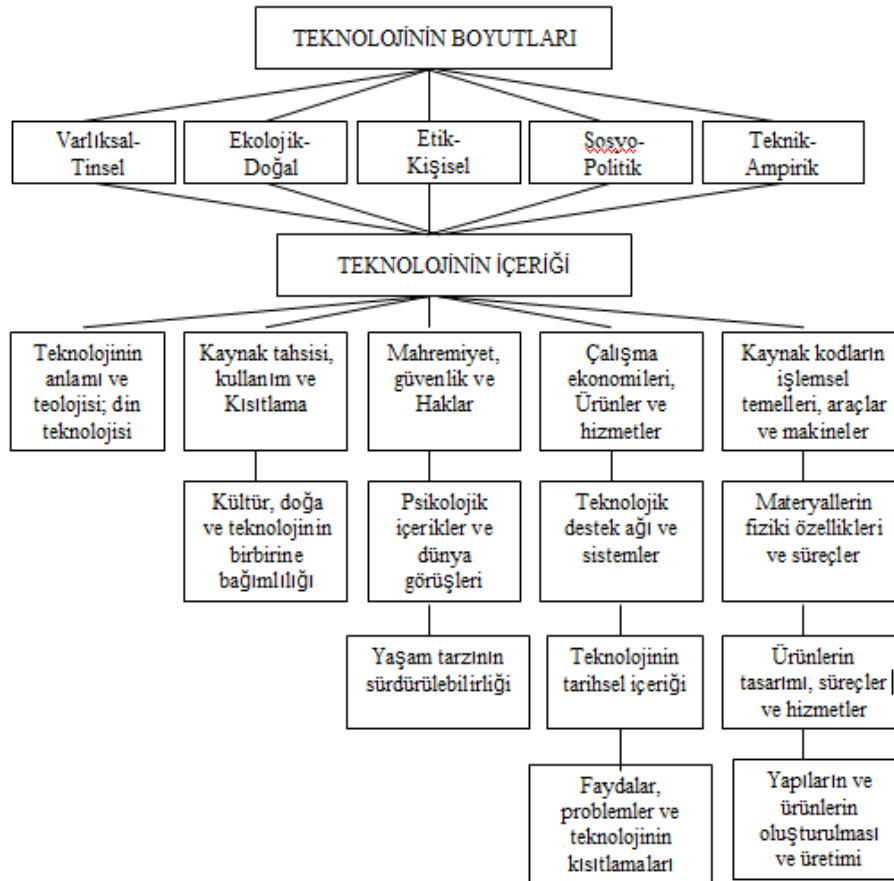 TEKNOLOJİNİN BOYUTLARI
Varlıksal-
Tinsel
Ekolojik-
Doğal
Etik-
Kişisel
Sosyo-
Politik
Teknik-
Ampirik
TEKNOLOJİNİN İÇERİĞİ
Teknolojinin
anlamı ve
teolojisi; din
teknolojisi
Kaynak tahsisi,
kullanım ve
Kısıtlama
Mahremiyet,
güvenlik ve
Haklar
Çalışma
ekonomileri,
Ürünler ve
hizmetler
Kaynak kodların
işlemsel
temelleri, araçlar
ve makineler
Kültür, doğa
ve teknolojinin
birbirine
bağımlılığı
Psikolojik
içerikler ve
dünya
görüşleri
Teknolojik
destek ağı ve
sistemler
Materyallerin
fiziki özellikleri
ve süreçler
Yaşam tarzının
sürdürülebilirliği
Teknolojinin
tarihsel içeriği
Ürünlerin
tasarımı, süreçler
ve hizmetler
Faydalar,
problemler ve
teknolojinin
kısıtlamaları
Yapıların ve
ürünlerin
oluşturulması
ve üretimi